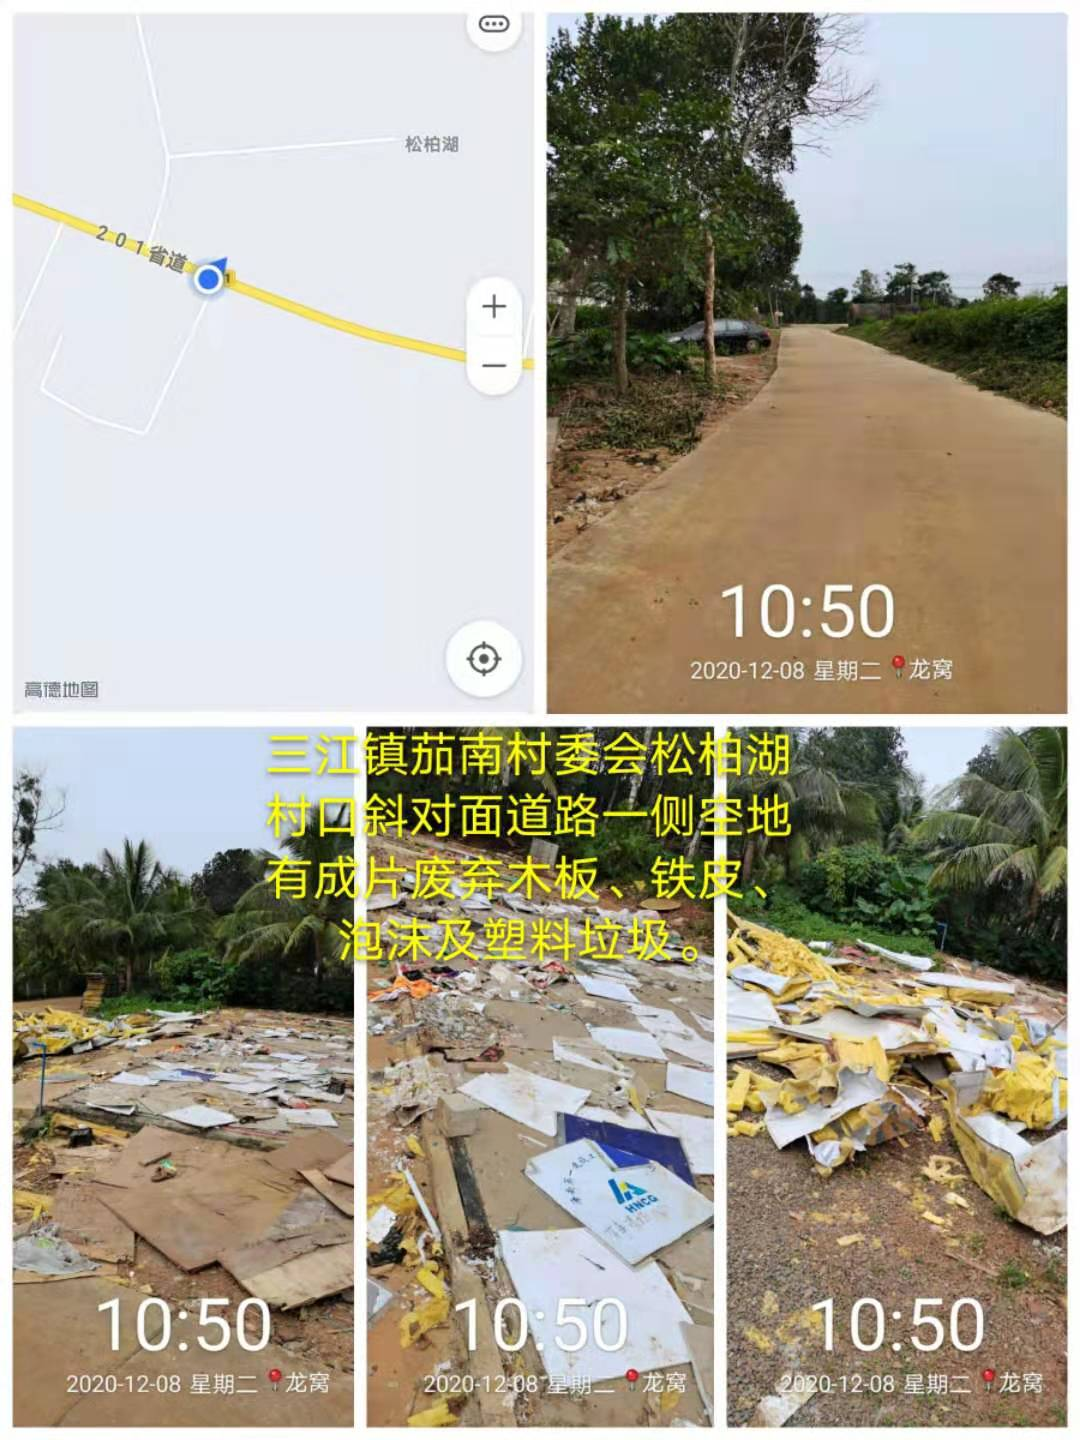 松柏湖
201省道
1
高德地图
10:50
2020-12-08 星期二 龙窝
三江镇茄南村委会松柏湖
村口斜对面道路一侧空地
有成片废弃木板、铁皮、
泡沫及塑料垃圾。
HNCG
10:50
2020-12-08 星期二 龙窝
10:50
2020-12-08 星期二 龙窝
10:50
2020-12-08 星期二 龙窝